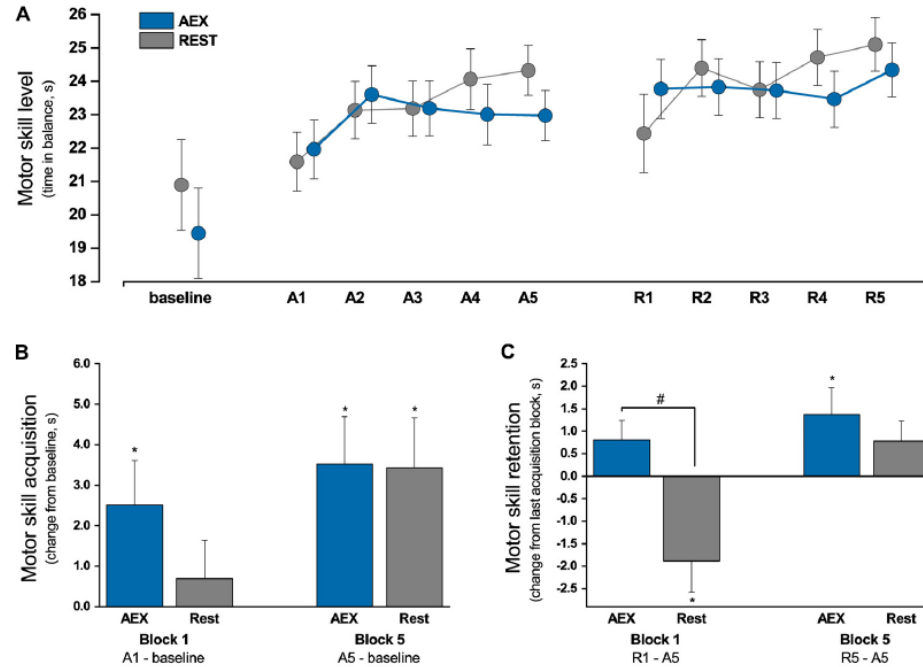 A
AEX
REST
Motor skill level
(time in balance, s)
26
25
24
23
22
21
20
19
18
baseline A1 A2 A3 A4 A5 R1 R2 R3 R4 R5
B
Motor skill acquisition
(change from baseline, s)
6.0
5.0
4.0
3.0
2.0
1.0
0.0
* * *
AEX Rest AEX Rest
Block 1 Block 5
A1 - baseline A5 - baseline
C
Motor skill retention
(change from last acquisition block, s)
2.5
2.0
1.5
1.0
0.5
0.0
-0.5
-1.0
-1.5
-2.0
-2.5
# * *
AEX Rest AEX Rest
Block 1 Block 5
R1 - A5 R5 - A5